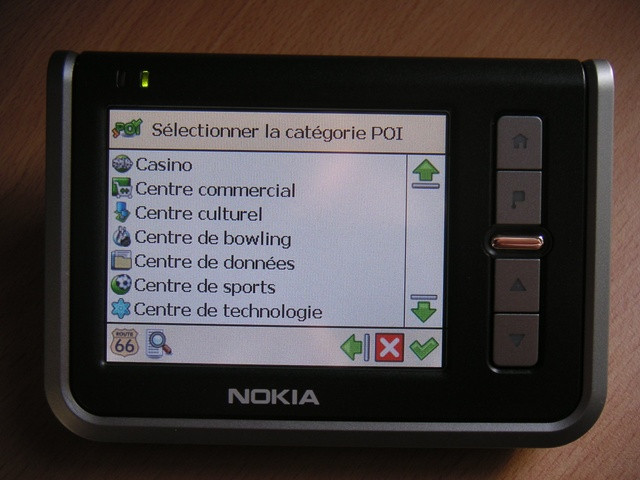 POI Sélectionner la catégorie POI
Casino
Centre commercial
Centre culturel
Centre de bowling
Centre de données
Centre de sports
Centre de technologie
ROUTE
66
NOKIA
P